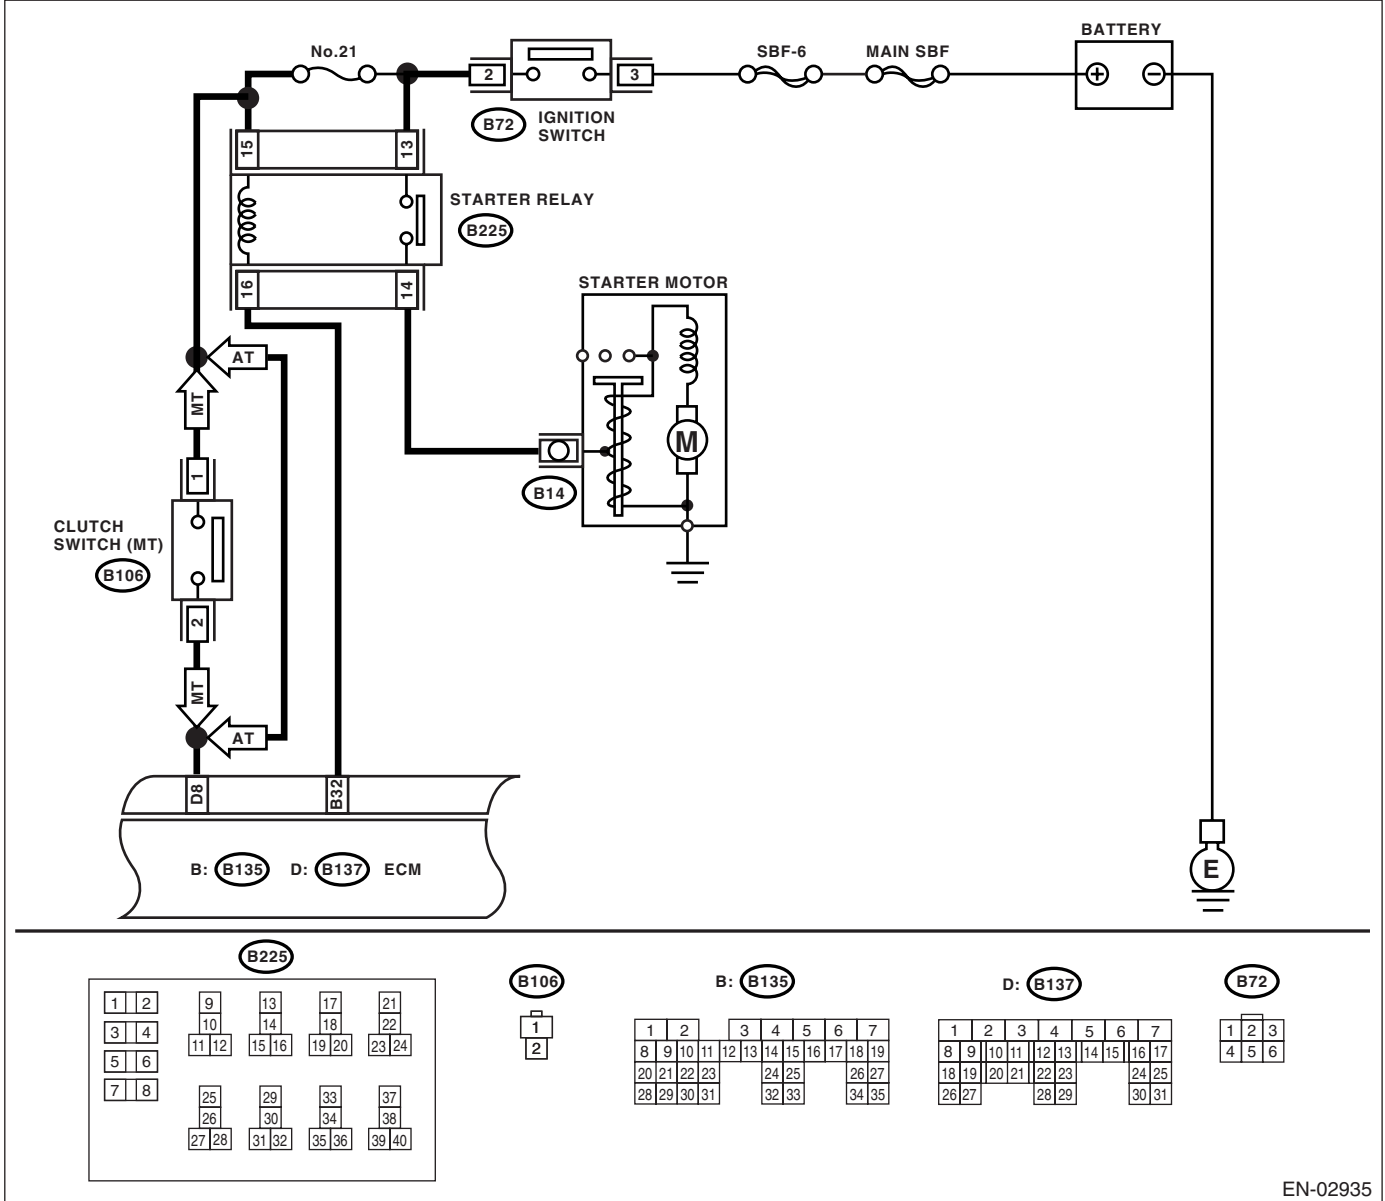 BATTERY
No.21
SBF-6
MAIN SBF
2
3
+
−
B72
IGNITION
SWITCH
15
13
STARTER RELAY
B225
16
14
STARTER MOTOR
AT
MT
M
1
B14
CLUTCH
SWITCH (MT)
B106
2
MT
AT
D8
B32
B: B135 D: B137 ECM
E
B225
1 2
3 4
5 6
7 8
9
10
11 12
13
14
15 16
17
18
19 20
21
22
23 24
25
26
27 28
29
30
31 32
33
34
35 36
37
38
39 40
B106
1
2
B: B135
1 2 3 4 5 6 7
8 9 10 11 12 13 14 15 16 17 18 19
20 21 22 23 24 25 26 27
28 29 30 31 32 33 34 35
D: B137
1 2 3 4 5 6 7
8 9 10 11 12 13 14 15 16 17
18 19 20 21 22 23 24 25
26 27 28 29 30 31
B72
1 2 3
4 5 6
EN-02935